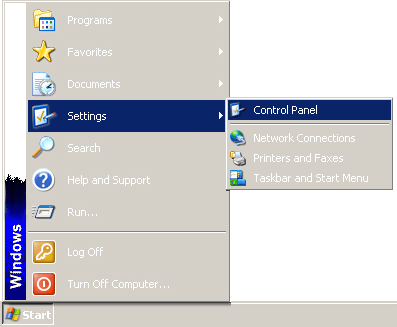 Programs
Favorites
Documents
Settings
Search
Help and Support
Run...
Log Off
Turn Off Computer...
Control Panel
Network Connections
Printers and Faxes
Taskbar and Start Menu
Windows
Start